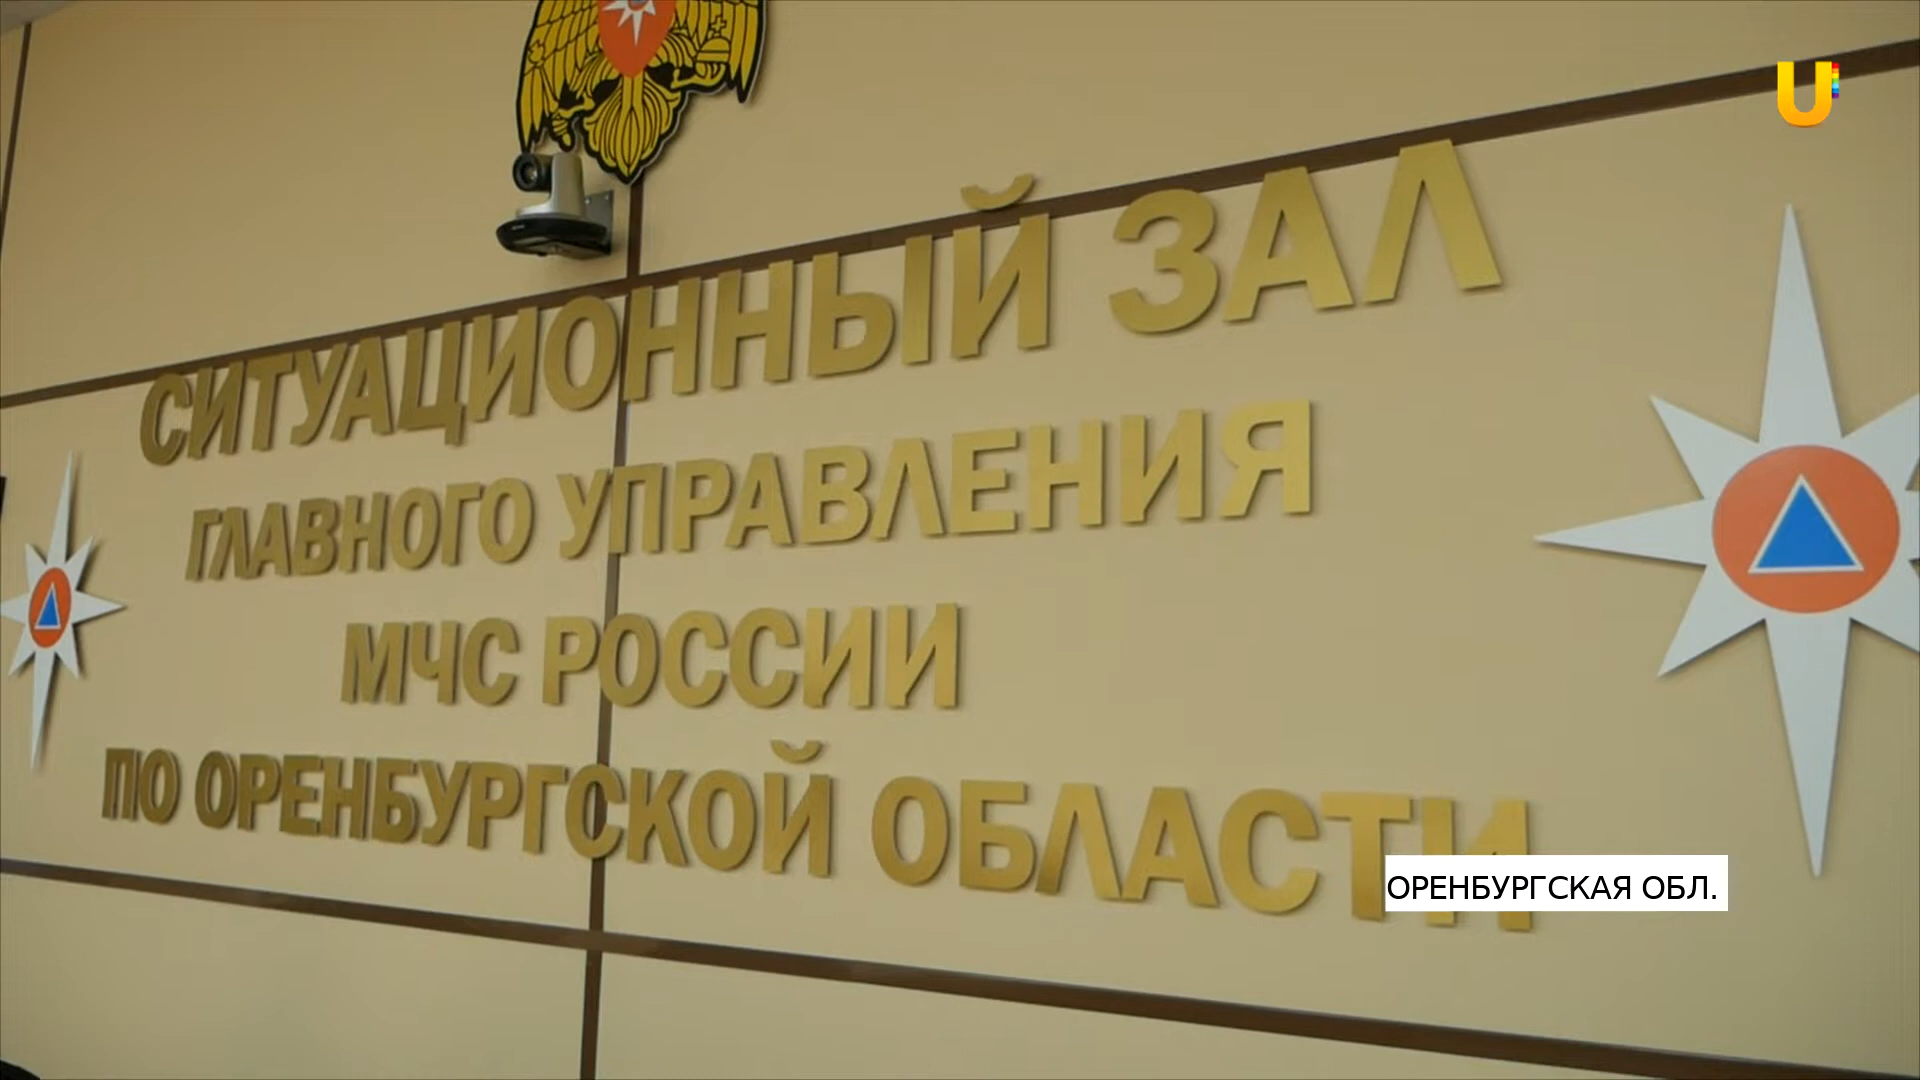 U
СИТУАЦИОННЫЙ ЗАЛ
ГЛАВНОГО УПРАВЛЕНИЯ
МЧС РОССИИ
ПО ОРЕНБУРГСКОЙ ОБЛАСТИ
ОРЕНБУРГСКАЯ ОБЛ.